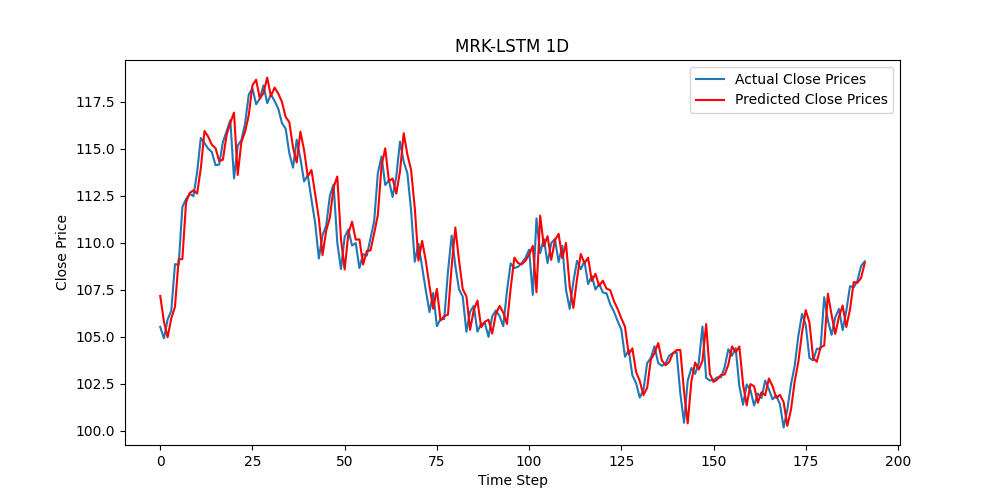 MRK-LSTM 1D
Actual Close Prices
Predicted Close Prices
Close Price
117.5
115.0
112.5
110.0
107.5
105.0
102.5
100.0
0 25 50 75 100 125 150 175 200
Time Step